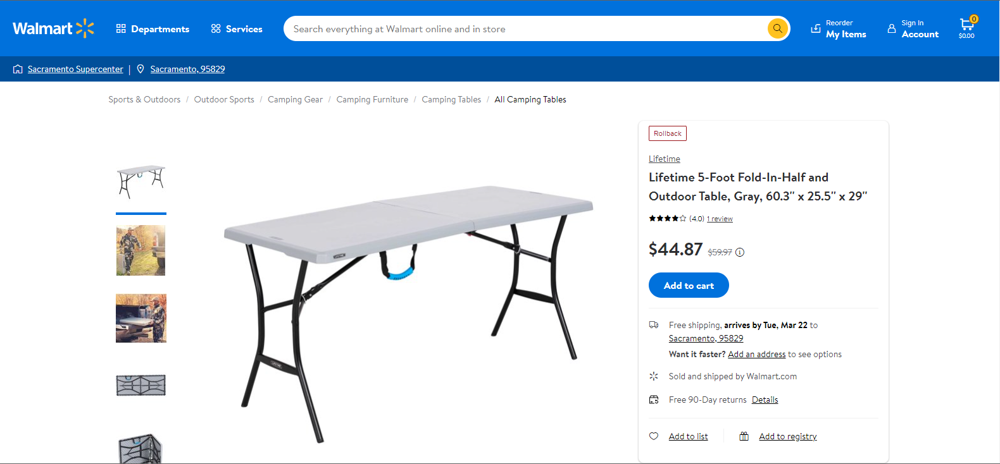 Walmart
Departments
Services
Search everything at Walmart online and in store
Reorder
My Items
Sign In
Account
0
$0.00
Sacramento Supercenter | Sacramento, 95829
Sports & Outdoors / Outdoor Sports / Camping Gear / Camping Furniture / Camping Tables / All Camping Tables
Rollback
Lifetime
Lifetime 5-Foot Fold-In-Half and
Outdoor Table, Gray, 60.3" x 25.5" x 29"
(4.0) 1 review
$44.87 $59.97
Add to cart
Free shipping, arrives by Tue, Mar 22 to
Sacramento, 95829
Want it faster? Add an address to see options
Sold and shipped by Walmart.com
Free 90-Day returns Details
Add to list
Add to registry
LIFETIME
LIFETIME